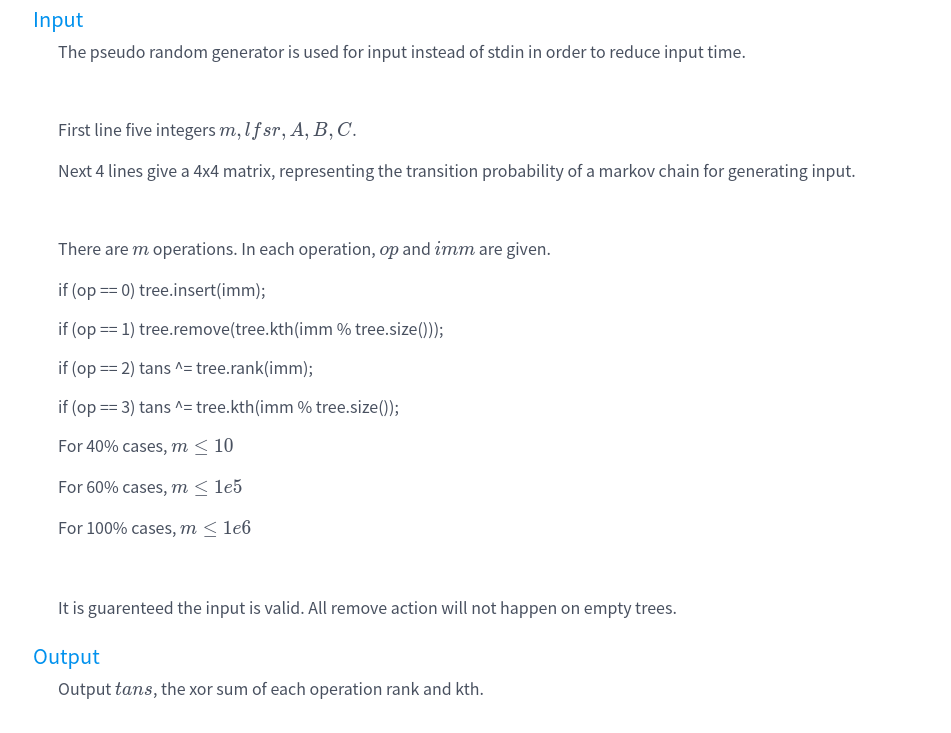 Input
The pseudo random generator is used for input instead of stdin in order to reduce input time.
First line five integers m, lfsr, A, B, C.
Next 4 lines give a 4x4 matrix, representing the transition probability of a markov chain for generating input.
There are m operations. In each operation, op and imm are given.
if (op == 0) tree.insert(imm);
if (op == 1) tree.remove(tree.kth(imm % tree.size()));
if (op == 2) tans ^= tree.rank(imm);
if (op == 3) tans ^= tree.kth(imm % tree.size());
For 40% cases, m ≤ 10
For 60% cases, m ≤ 1e5
For 100% cases, m ≤ 1e6
It is guarenteed the input is valid. All remove action will not happen on empty trees.
Output
Output tans, the xor sum of each operation rank and kth.